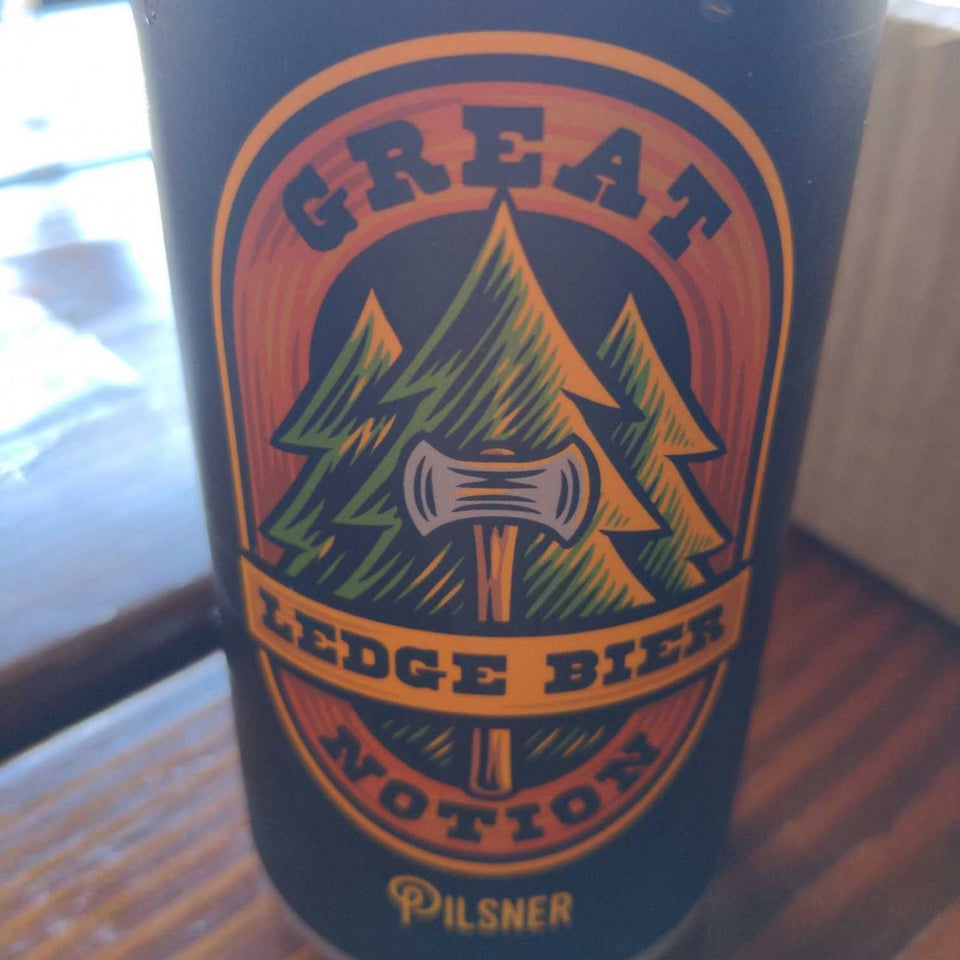 GREAT
LEDGE BIER
NOTION
PILSNER